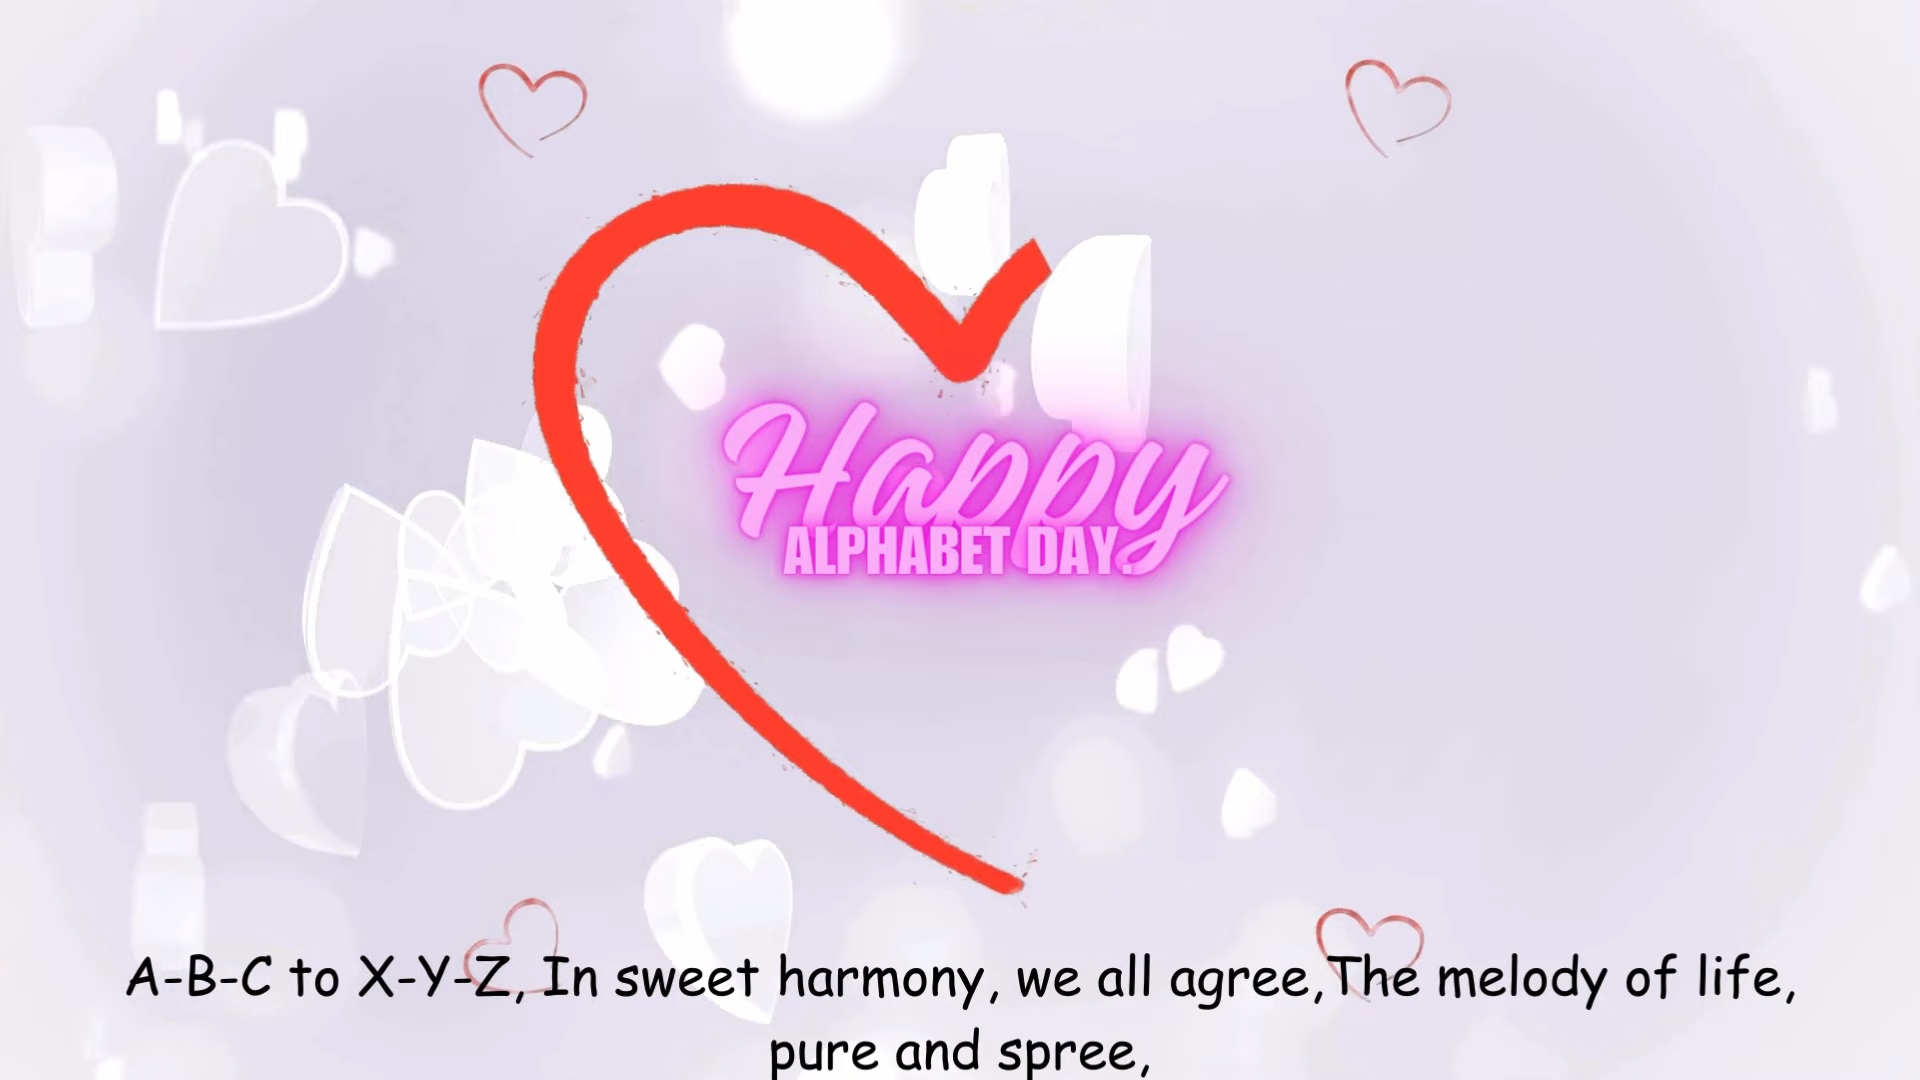 Happy
ALPHABET DAY.
A-B-C to X-Y-Z, In sweet harmony, we all agree,The melody of life,
pure and spree,